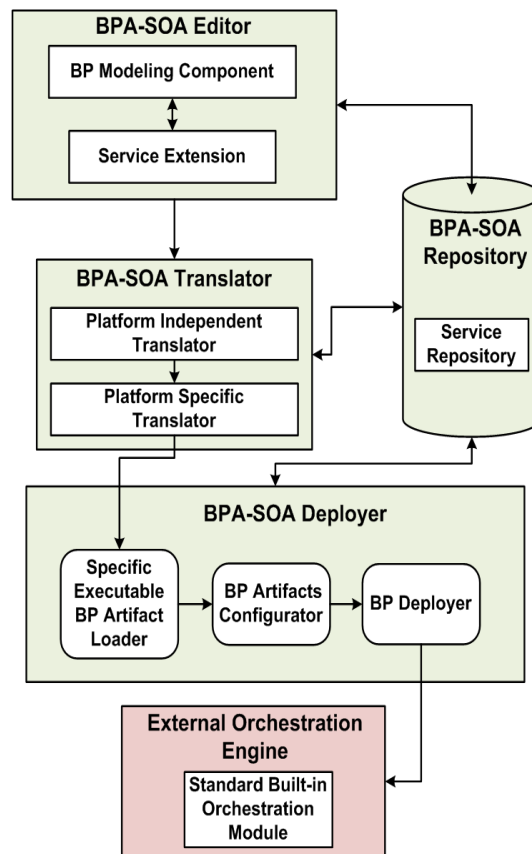 BPA-SOA Editor
BP Modeling Component
Service Extension
BPA-SOA
Repository
Service
Repository
BPA-SOA Translator
Platform Independent
Translator
Platform Specific
Translator
BPA-SOA Deployer
Specific
Executable
BP Artifact
Loader
BP Artifacts
Configurator
BP Deployer
External Orchestration
Engine
Standard Built-in
Orchestration
Module